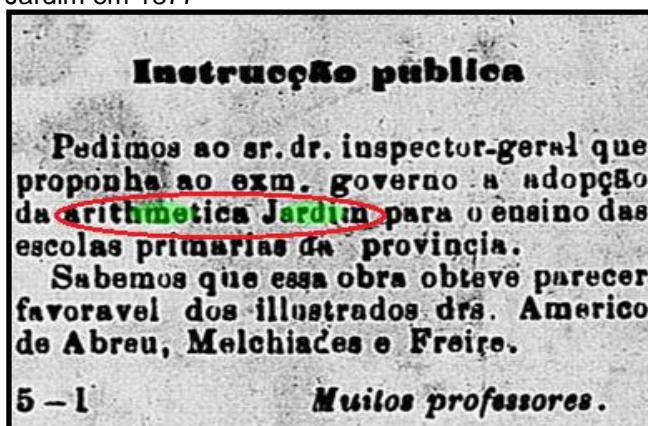 Jardim em 1877
Instrucção publica
Pedimos ao sr. dr. inspector-geral que
proponha ao exm. governo a adopção
da arithmetica Jardim para o ensino das
escolas primarias da provincia.
Sabemos que essa obra obteve parecer
favoravel dos illustrados drs. Americo
de Abreu, Melchiades e Freire.
5-1 Muitos professores.